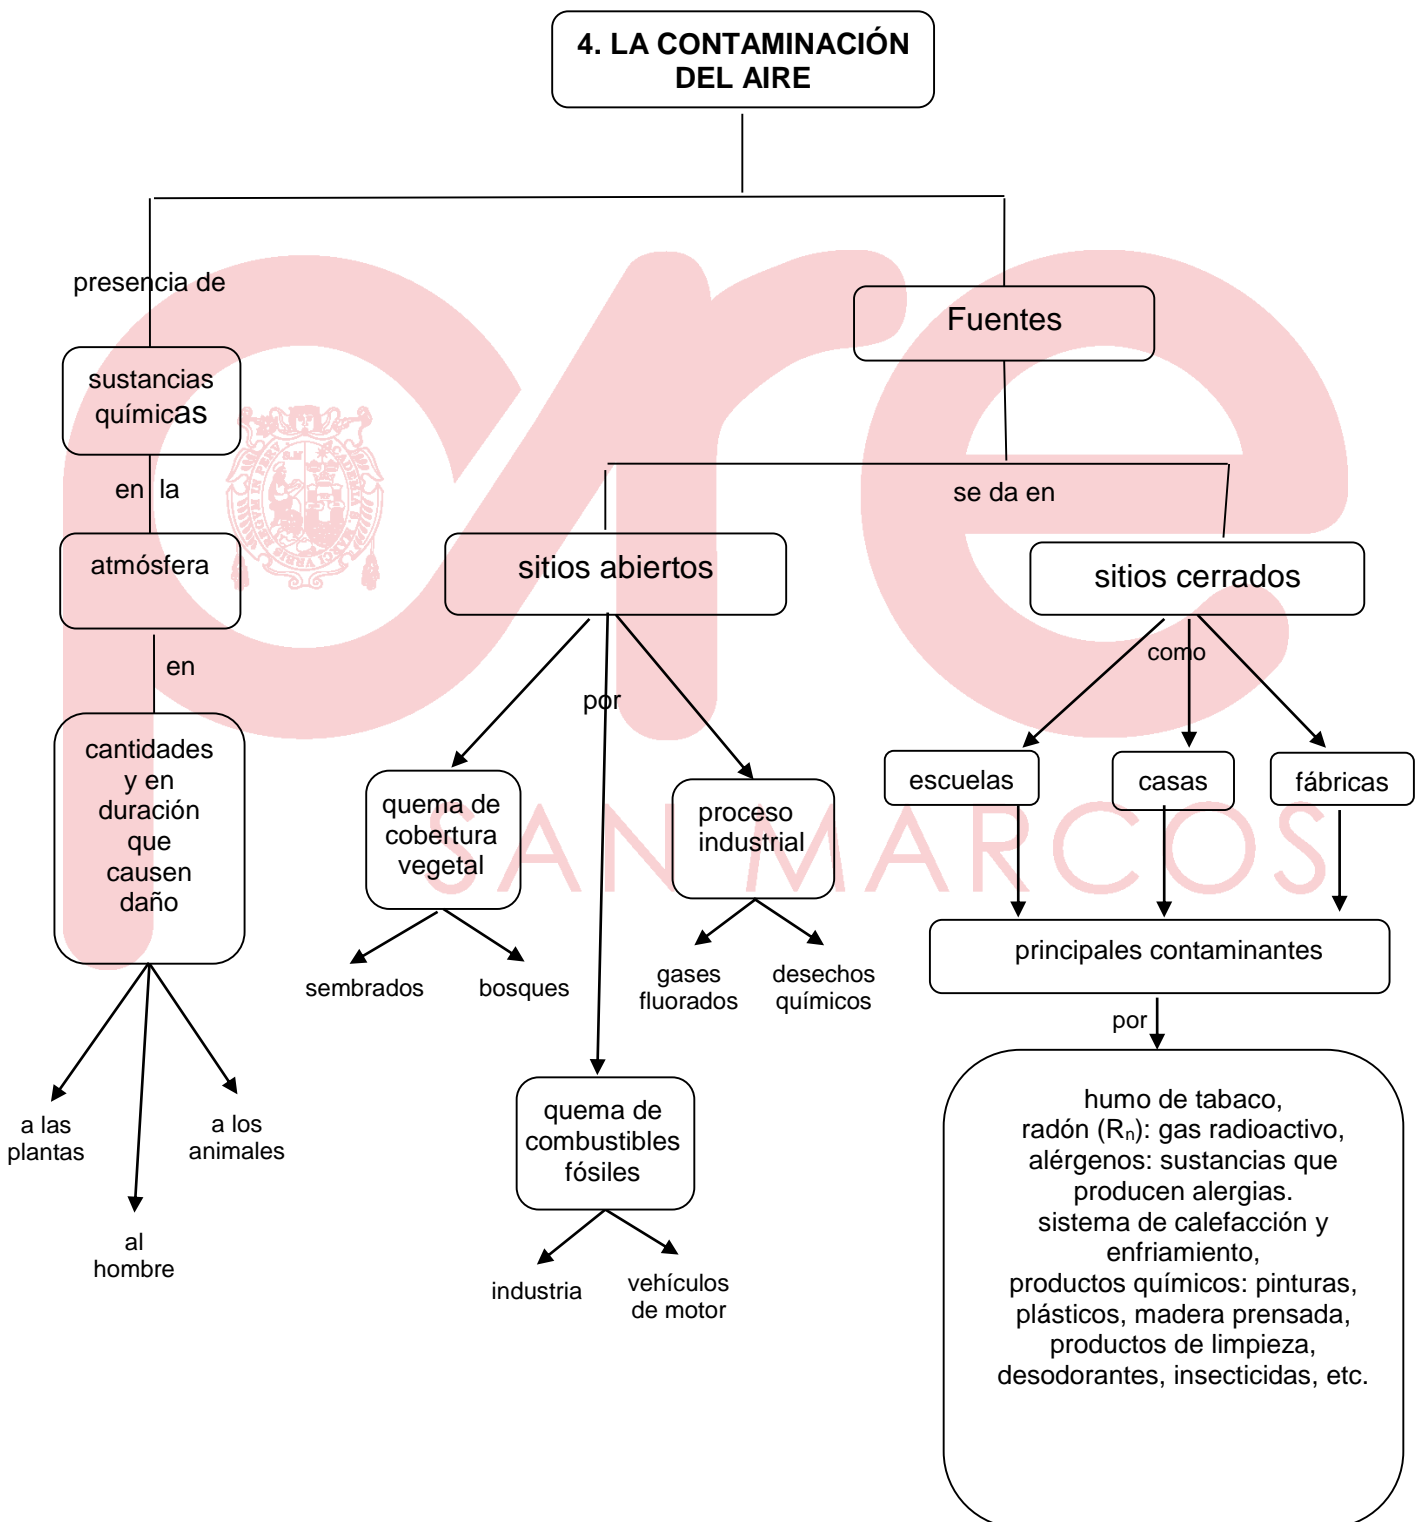 4. LA CONTAMINACIÓN
DEL AIRE
presencia de
sustancias
químicas
en la
atmósfera
en
cantidades
y en
duración
que
causen
daño
a las
plantas
al
hombre
a los
animales
Fuentes
se da en
sitios abiertos
por
quema de
cobertura
vegetal
sembrados
bosques
quema de
combustibles
fósiles
industria
vehículos
de motor
proceso
industrial
gases
fluorados
desechos
químicos
sitios cerrados
como
escuelas
casas
fábricas
principales contaminantes
por
humo de tabaco,
radón (Rn): gas radioactivo,
alérgenos: sustancias que
producen alergias.
sistema de calefacción y
enfriamiento,
productos químicos: pinturas,
plásticos, madera prensada,
productos de limpieza,
desodorantes, insecticidas, etc.
pre
SAN MARCOS